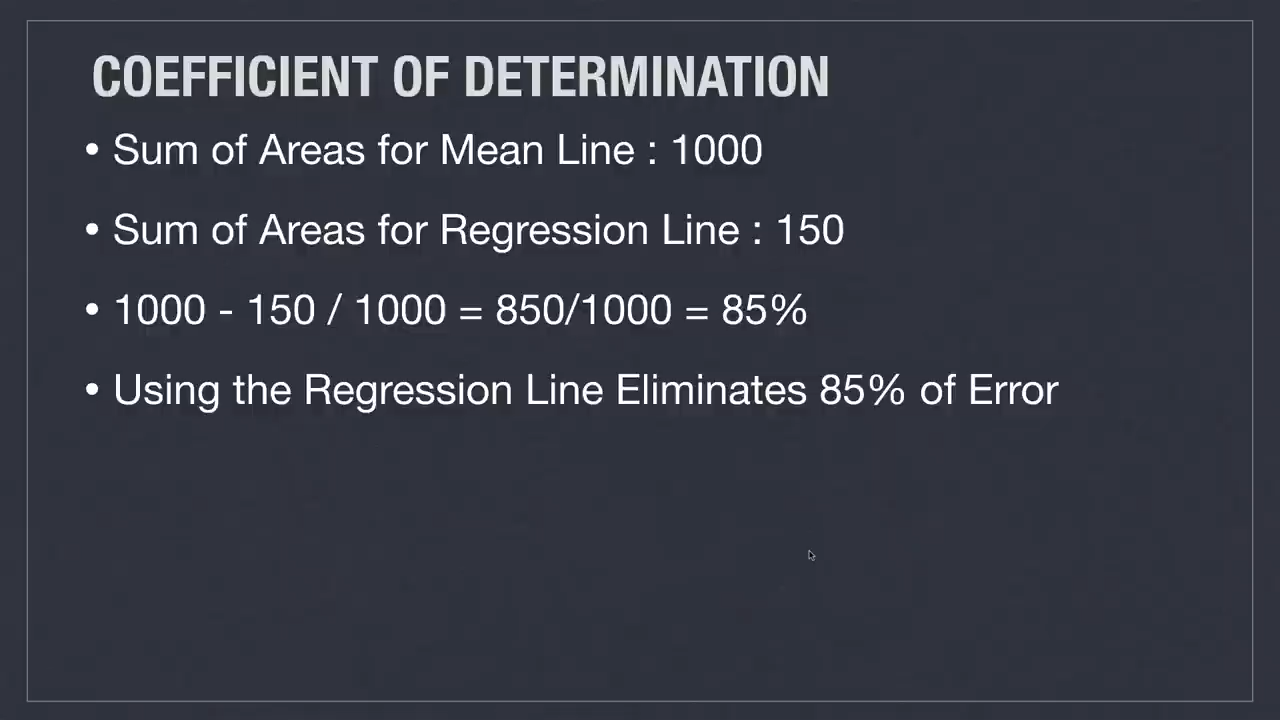 COEFFICIENT OF DETERMINATION
• Sum of Areas for Mean Line : 1000
• Sum of Areas for Regression Line : 150
• 1000 - 150 / 1000 = 850/1000 = 85%
• Using the Regression Line Eliminates 85% of Error